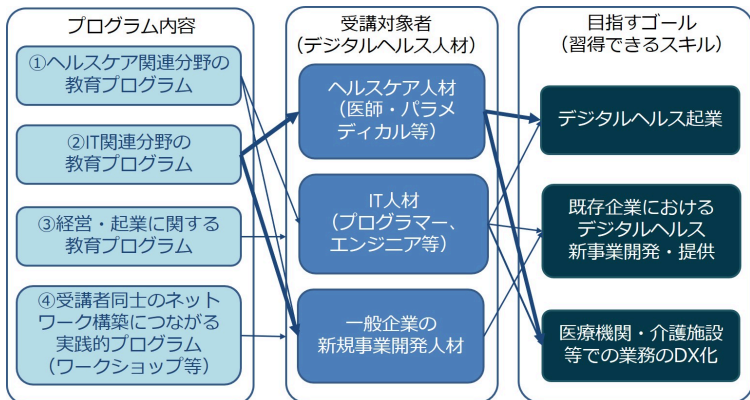 プログラム内容
①ヘルスケア関連分野の
教育プログラム
②IT関連分野の
教育プログラム
③経営・起業に関する
教育プログラム
④受講者同士のネット
ワーク構築につながる
実践的プログラム
（ワークショップ等）
受講対象者
（デジタルヘルス人材）
ヘルスケア人材
（医師・パラメ
ディカル等）
IT人材
（プログラマー、
エンジニア等）
一般企業の
新規事業開発人材
目指すゴール
（習得できるスキル）
デジタルヘルス起業
既存企業における
デジタルヘルス
新事業開発・提供
医療機関・介護施設
等での業務のDX化